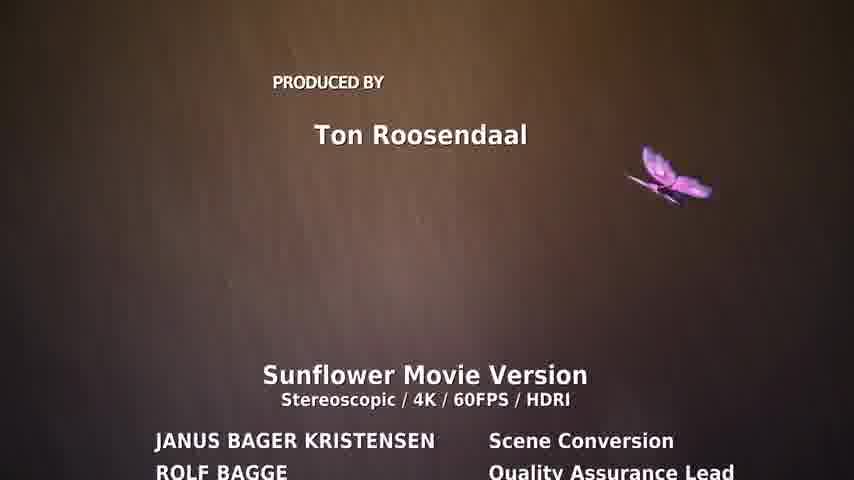 PRODUCED BY
Ton Roosendaal
Sunflower Movie Version
Stereoscopic / 4K / 60FPS / HDRI
JANUS BAGER KRISTENSEN Scene Conversion
ROLF BAGGE Quality Assurance Lead